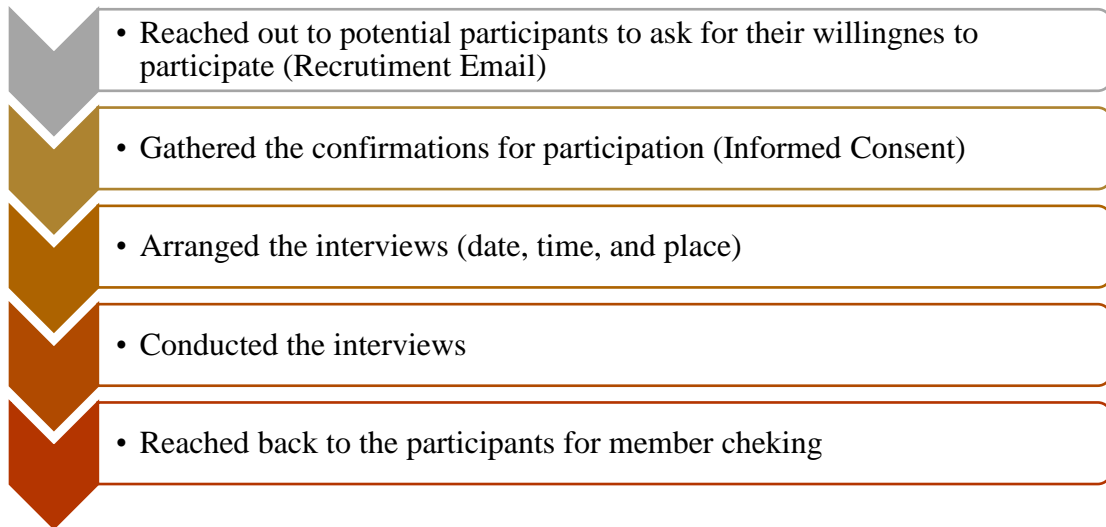 • Reached out to potential participants to ask for their willingnes to
participate (Recrutiment Email)
• Gathered the confirmations for participation (Informed Consent)
• Arranged the interviews (date, time, and place)
• Conducted the interviews
• Reached back to the participants for member cheking